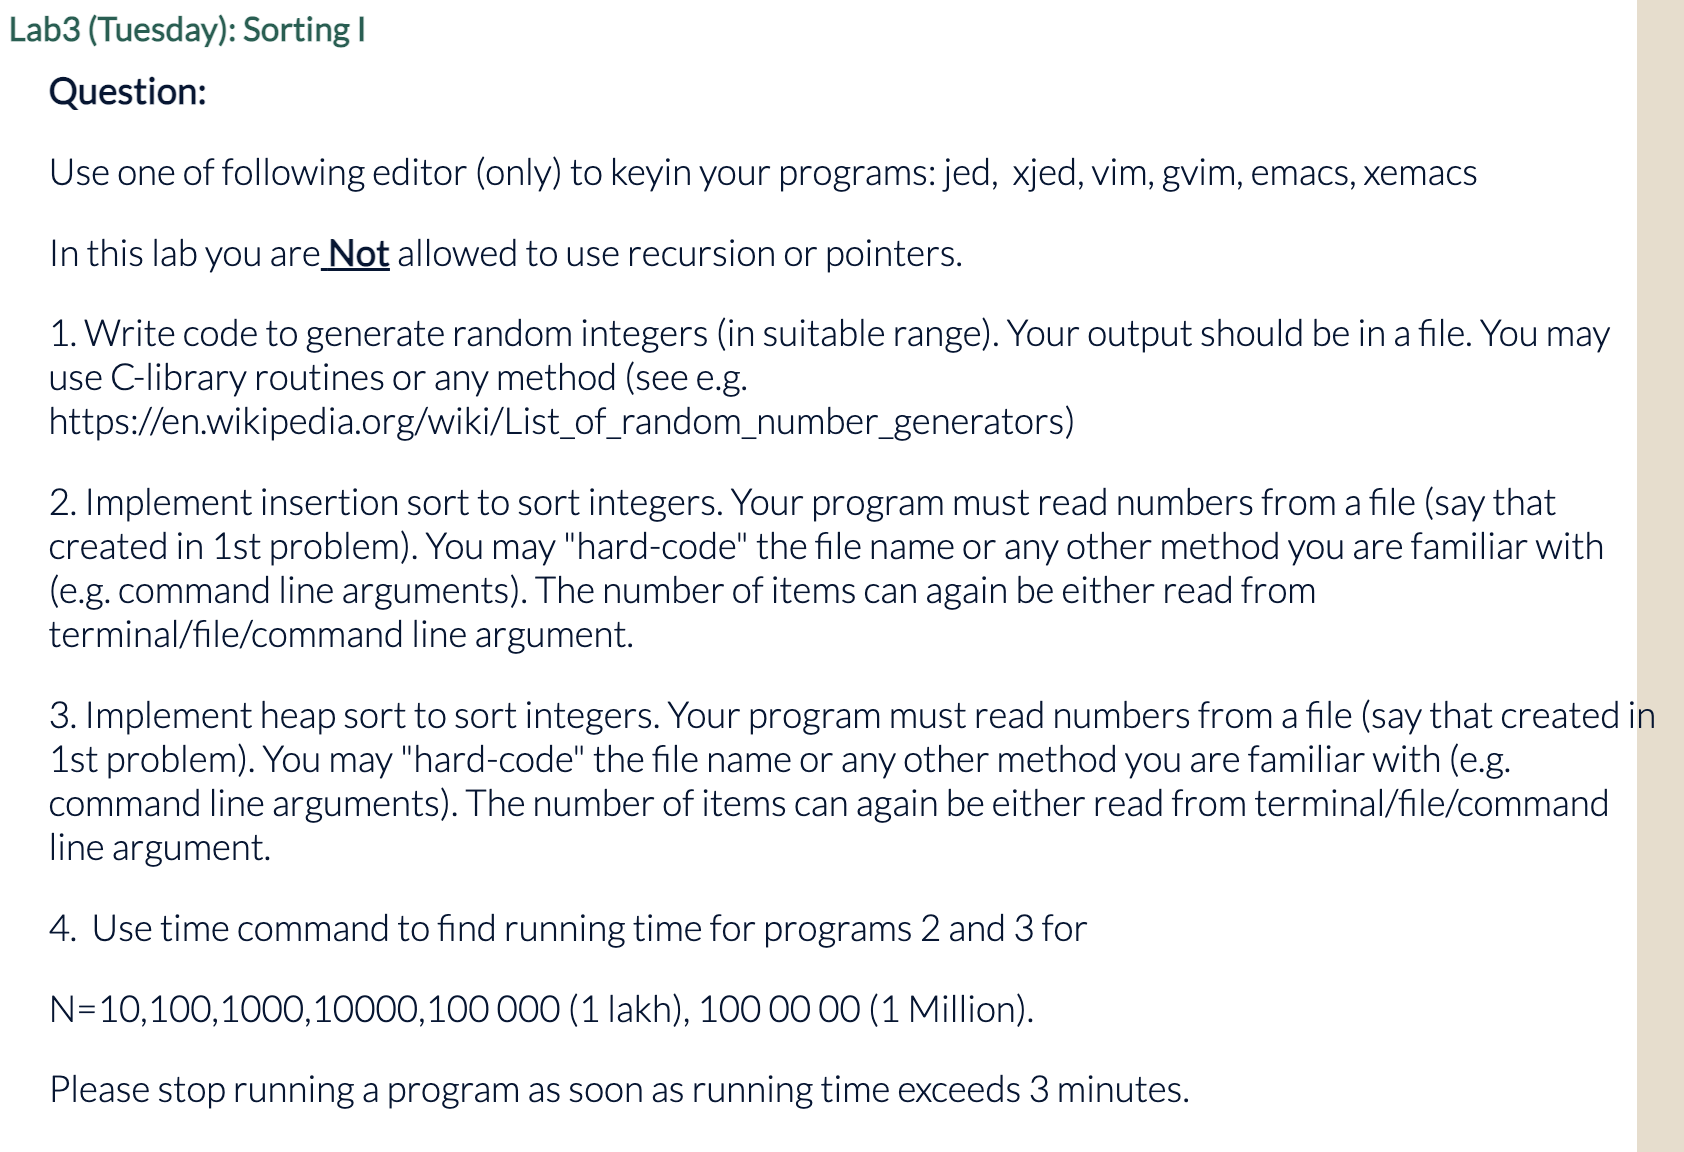 Lab3 (Tuesday): Sorting I
Question:
Use one of following editor (only) to keyin your programs: jed,  xjed, vim, gvim, emacs, xemacs
In this lab you are Not allowed to use recursion or pointers.
1. Write code to generate random integers (in suitable range). Your output should be in a file. You may
use C-library routines or any method (see e.g.
https://en.wikipedia.org/wiki/List_of_random_number_generators)
2. Implement insertion sort to sort integers. Your program must read numbers from a file (say that
created in 1st problem). You may "hard-code" the file name or any other method you are familiar with
(e.g. command line arguments). The number of items can again be either read from
terminal/file/command line argument.
3. Implement heap sort to sort integers. Your program must read numbers from a file (say that created in
1st problem). You may "hard-code" the file name or any other method you are familiar with (e.g.
command line arguments). The number of items can again be either read from terminal/file/command
line argument.
4.  Use time command to find running time for programs 2 and 3 for
N=10,100,1000,10000,100 000 (1 lakh), 100 00 00 (1 Million).
Please stop running a program as soon as running time exceeds 3 minutes.